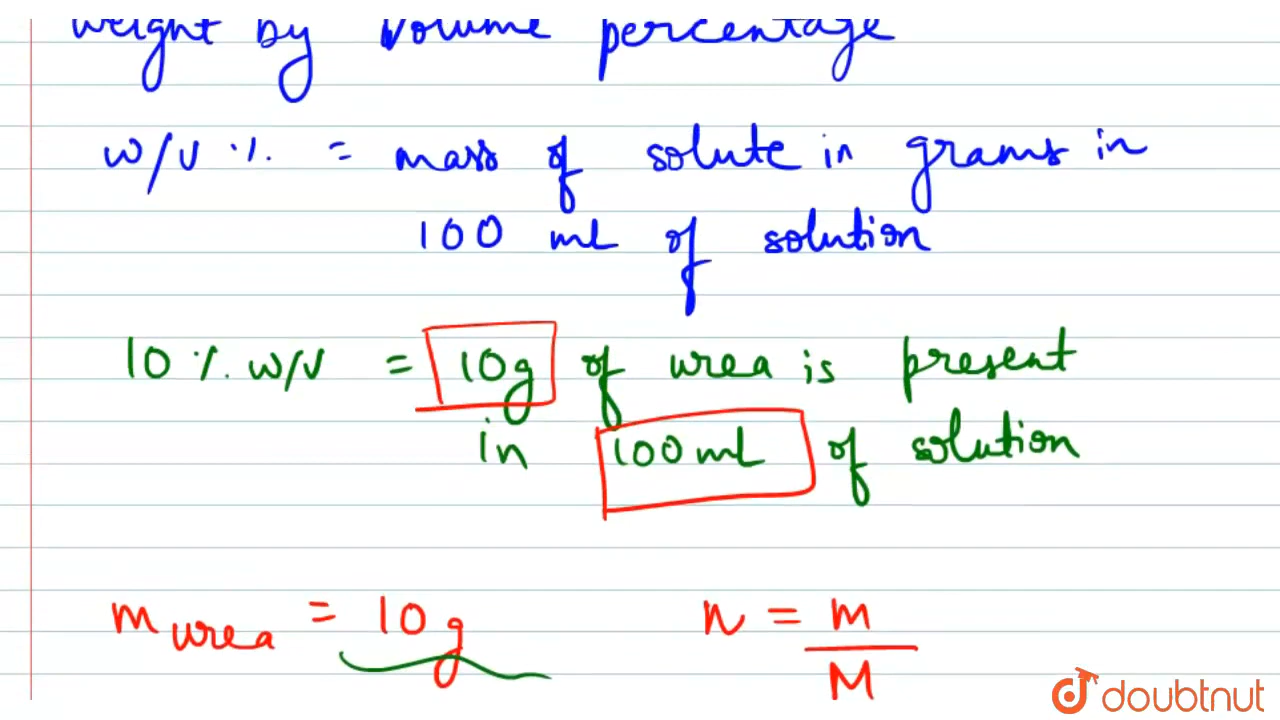 weight by volume percentage
w/v % = mass of solute in grams in
100 ml of solution
10 % w/v = 10g of urea is present
in 100 ml of solution
m urea = 10 g
n = m
M
doubtnut